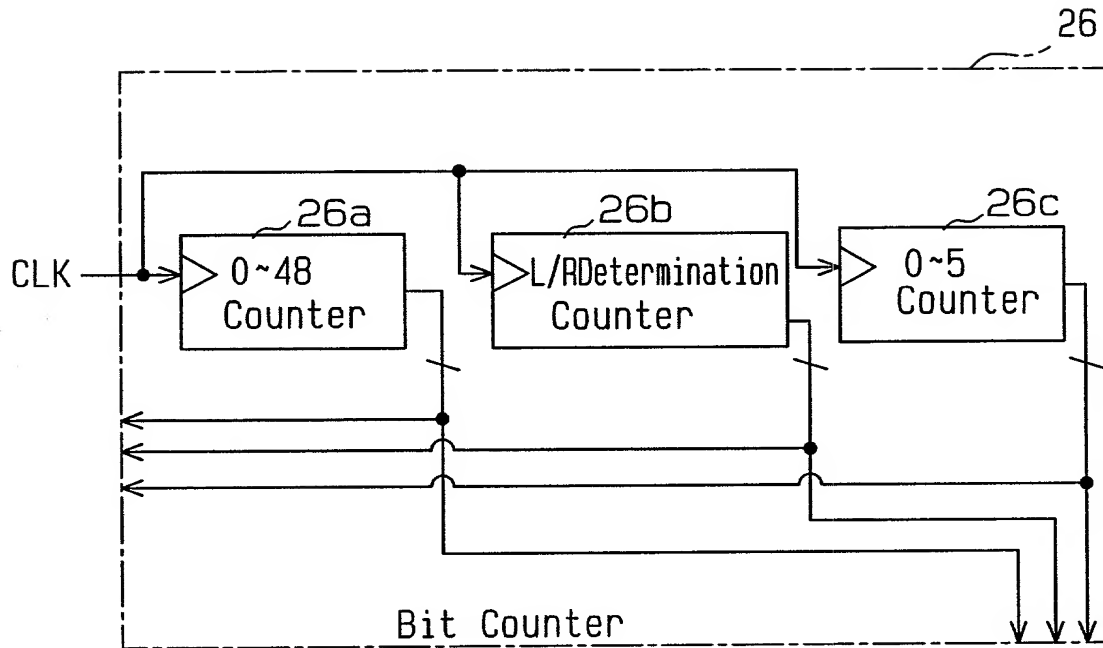 26
26a
26b
26c
CLK
0~48
Counter
L/RDetermination
Counter
0~5
Counter
Bit Counter